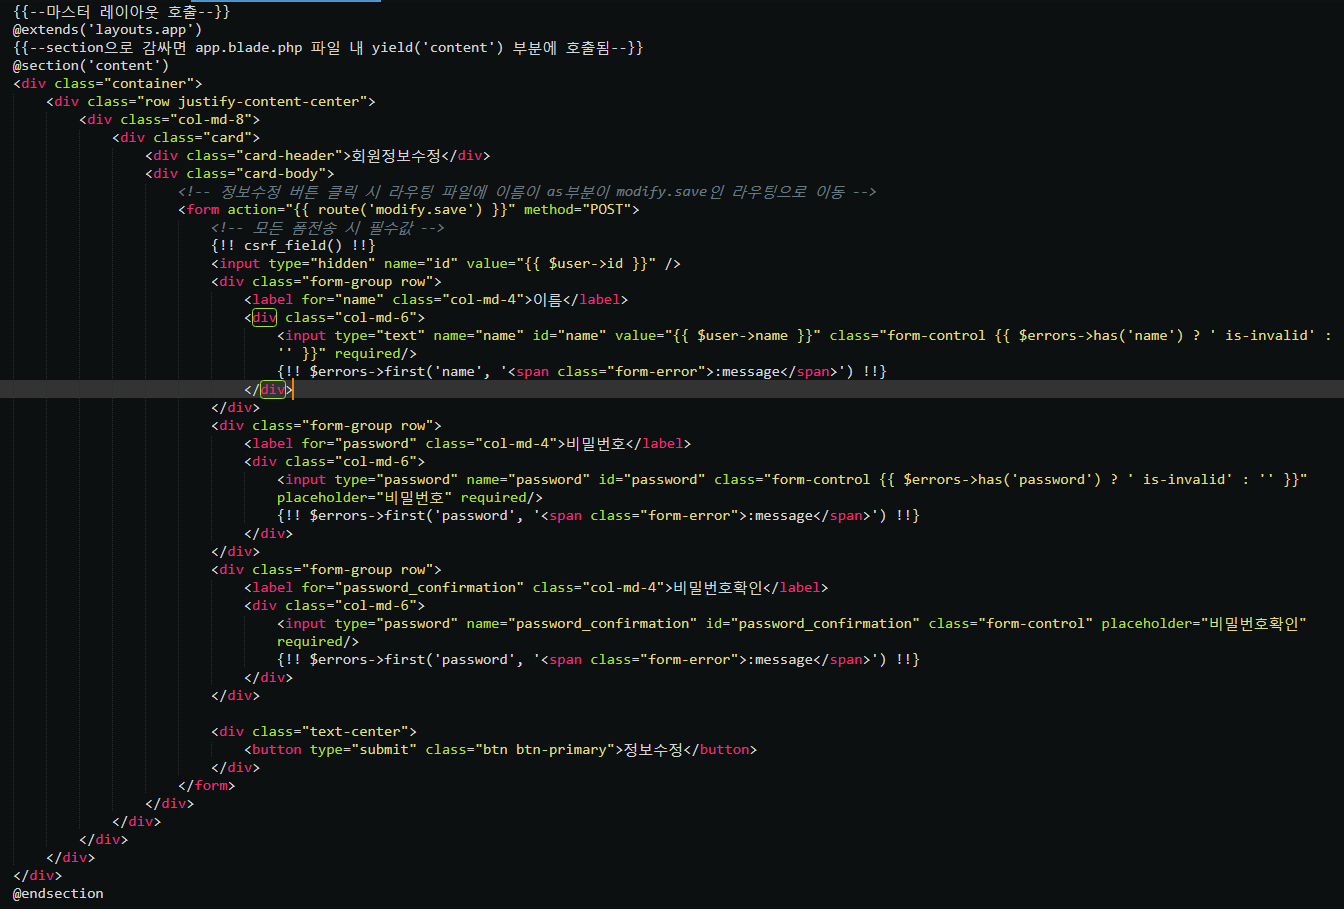 {{--마스터 레이아웃 호출--}}
@extends('layouts.app')
{{--section으로 감싸면 app.blade.php 파일 내 yield('content') 부분에 호출됨--}}
@section('content')
<div class="container">
<div class="row justify-content-center">
<div class="col-md-8">
<div class="card">
<div class="card-header">회원정보수정</div>
<div class="card-body">
<!-- 정보수정 버튼 클릭 시 라우팅 파일에 이름이 as부분이 modify.save인 라우팅으로 이동 -->
<form action="{{ route('modify.save') }}" method="POST">
<!-- 모든 폼전송 시 필수값 -->
{!! csrf_field() !!}
<input type="hidden" name="id" value="{{ $user->id }}" />
<div class="form-group row">
<label for="name" class="col-md-4">이름</label>
<div class="col-md-6">
<input type="text" name="name" id="name" value="{{ $user->name }}" class="form-control {{ $errors->has('name') ? ' is-invalid' :
'' }}" required/>
{!! $errors->first('name', '<span class="form-error">:message</span>') !!}
</div>
</div>
<div class="form-group row">
<label for="password" class="col-md-4">비밀번호</label>
<div class="col-md-6">
<input type="password" name="password" id="password" class="form-control {{ $errors->has('password') ? ' is-invalid' : '' }}"
placeholder="비밀번호" required/>
{!! $errors->first('password', '<span class="form-error">:message</span>') !!}
</div>
</div>
<div class="form-group row">
<label for="password_confirmation" class="col-md-4">비밀번호확인</label>
<div class="col-md-6">
<input type="password" name="password_confirmation" id="password_confirmation" class="form-control" placeholder="비밀번호확인"
required/>
{!! $errors->first('password', '<span class="form-error">:message</span>') !!}
</div>
</div>
<div class="text-center">
<button type="submit" class="btn btn-primary">정보수정</button>
</div>
</form>
</div>
</div>
</div>
</div>
</div>
@endsection